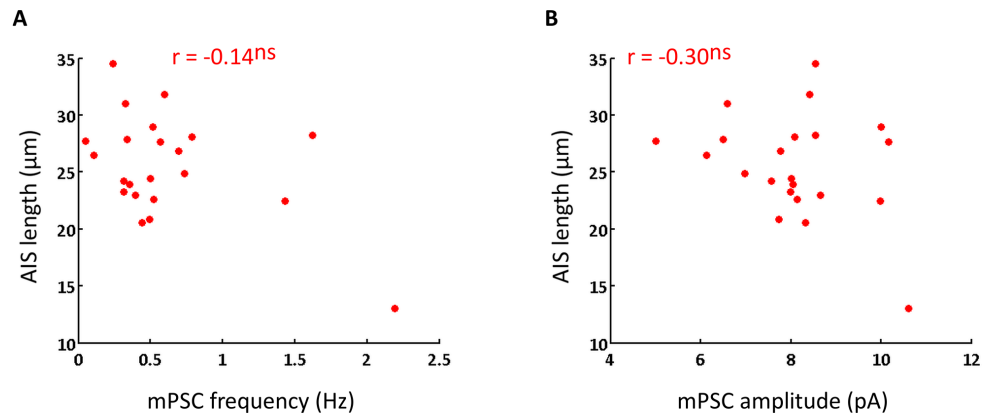 A
r = -0.14ns
35
30
25
20
15
10
AIS length (µm)
0 0.5 1 1.5 2 2.5
mPSC frequency (Hz)
B
r = -0.30ns
35
30
25
20
15
10
AIS length (µm)
4 6 8 10 12
mPSC amplitude (pA)